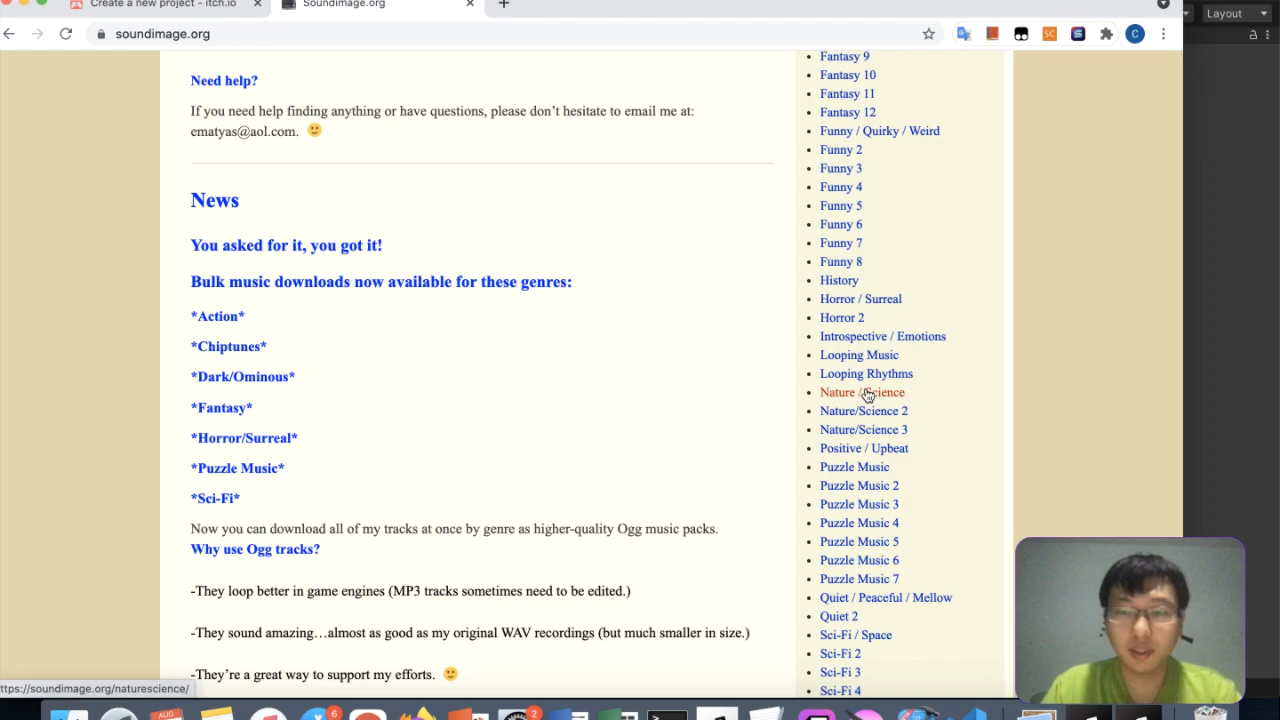 Create a new project - itch.io
Soundimage.org
Layout
soundimage.org
SC
C
Need help?
If you need help finding anything or have questions, please don’t hesitate to email me at:
ematyas@aol.com.
News
You asked for it, you got it!
Bulk music downloads now available for these genres:
*Action*
*Chiptunes*
*Dark/Ominous*
*Fantasy*
*Horror/Surreal*
*Puzzle Music*
*Sci-Fi*
Now you can download all of my tracks at once by genre as higher-quality Ogg music packs.
Why use Ogg tracks?
-They loop better in game engines (MP3 tracks sometimes need to be edited.)
-They sound amazing…almost as good as my original WAV recordings (but much smaller in size.)
-They’re a great way to support my efforts.
Fantasy 9
Fantasy 10
Fantasy 11
Fantasy 12
Funny / Quirky / Weird
Funny 2
Funny 3
Funny 4
Funny 5
Funny 6
Funny 7
Funny 8
History
Horror / Surreal
Horror 2
Introspective / Emotions
Looping Music
Looping Rhythms
Nature / Science
Nature/Science 2
Nature/Science 3
Positive / Upbeat
Puzzle Music
Puzzle Music 2
Puzzle Music 3
Puzzle Music 4
Puzzle Music 5
Puzzle Music 6
Puzzle Music 7
Quiet / Peaceful / Mellow
Quiet 2
Sci-Fi / Space
Sci-Fi 2
Sci-Fi 3
Sci-Fi 4
ttps://soundimage.org/naturescience/
AUG
6
2